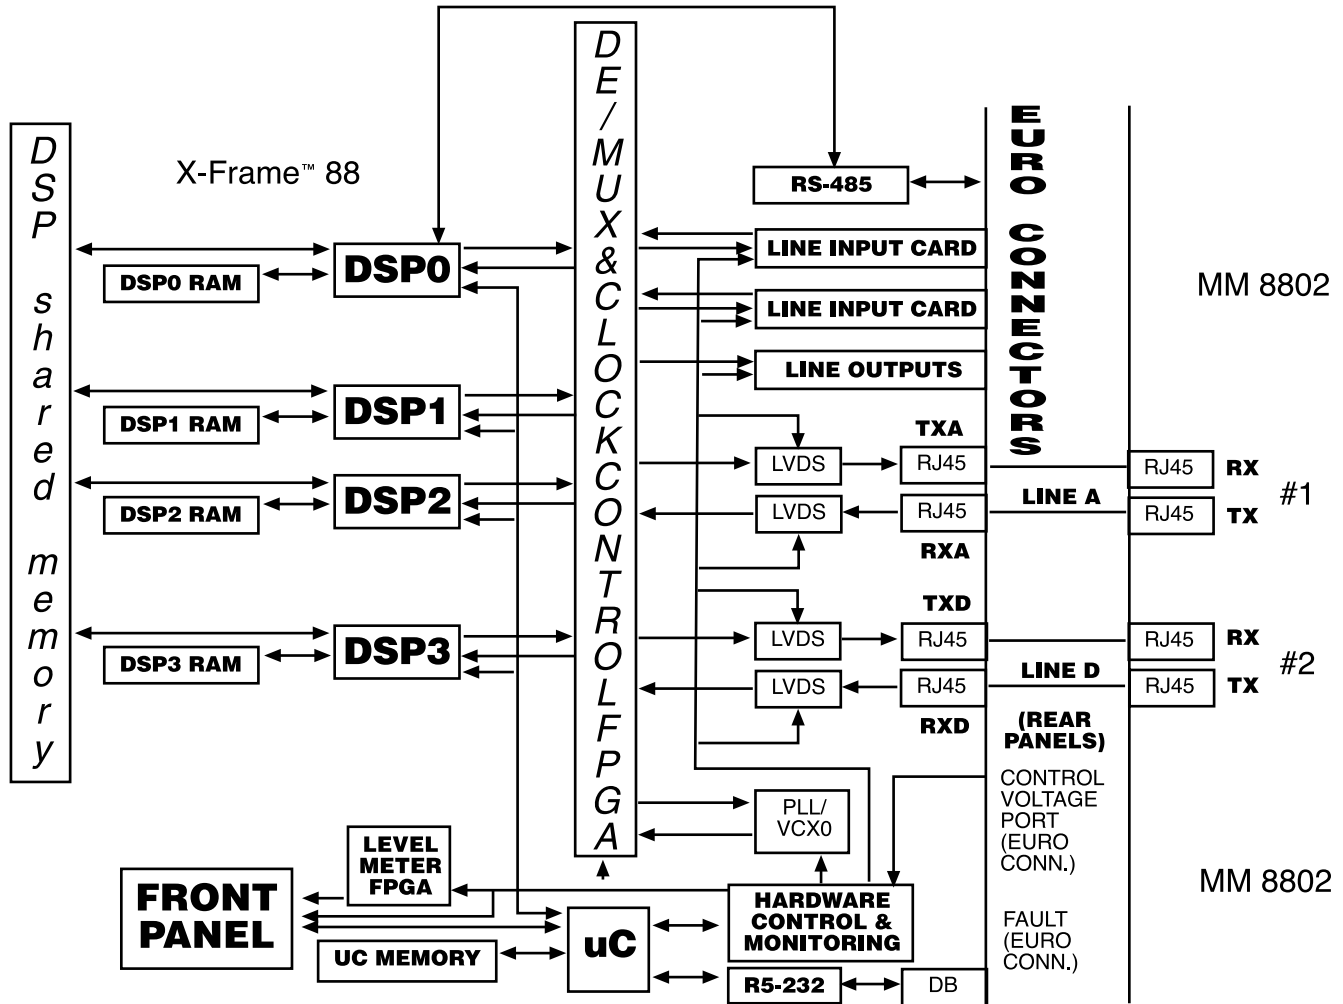 DSP shared memory
X-Frame™ 88
DSP0
DSP0 RAM
DSP1
DSP1 RAM
DSP2
DSP2 RAM
DSP3
DSP3 RAM
DE/MUX&CLOCKCONTROLFPGA
RS-485
LINE INPUT CARD
LINE INPUT CARD
LINE OUTPUTS
EURO CONNECTORS
MM 8802
TXA
LVDS
RJ45
RJ45
RX
LINE A
#1
LVDS
RJ45
RJ45
TX
RXA
TXD
LVDS
RJ45
RJ45
RX
LINE D
#2
LVDS
RJ45
RJ45
TX
RXD
(REAR
PANELS)
CONTROL
VOLTAGE
PORT
(EURO
CONN.)
PLL/
VCX0
LEVEL
METER
FPGA
FRONT
PANEL
UC MEMORY
uC
HARDWARE
CONTROL &
MONITORING
MM 8802
FAULT
(EURO
CONN.)
R5-232
DB